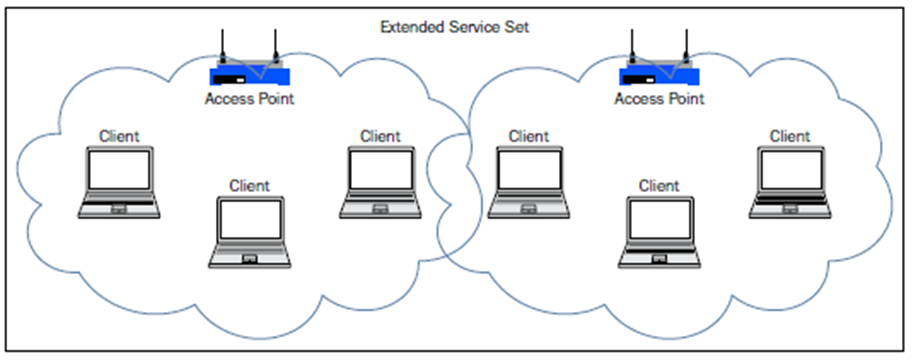 Extended Service Set
Access Point
Access Point
Client
Client
Client
Client
Client
Client